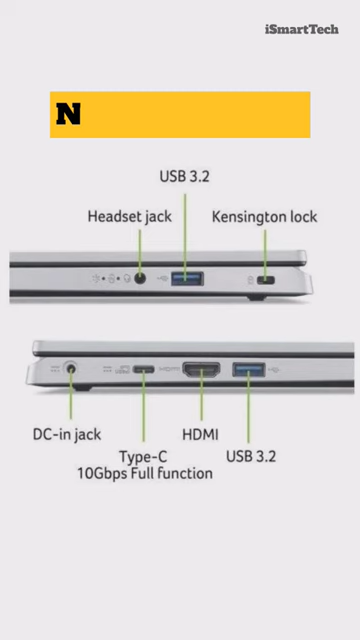 iSmartTech
N
USB 3.2
Headset jack
Kensington lock
HDMI
DC-in jack
HDMI
Type-C
10Gbps Full function
USB 3.2